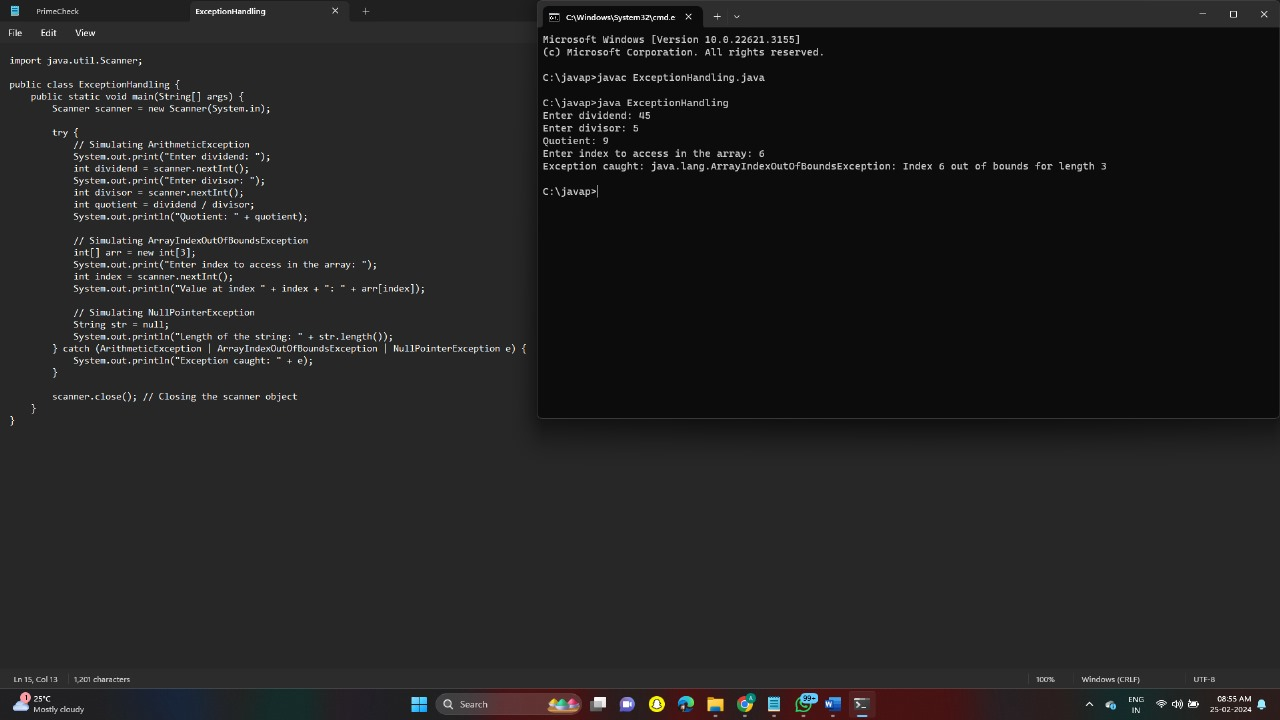 PrimeCheck
ExceptionHandling
File Edit View
import java.util.Scanner;
public class ExceptionHandling {
public static void main(String[] args) {
Scanner scanner = new Scanner(System.in);
try {
// Simulating ArithmeticException
System.out.print("Enter dividend: ");
int dividend = scanner.nextInt();
System.out.print("Enter divisor: ");
int divisor = scanner.nextInt();
int quotient = dividend / divisor;
System.out.println("Quotient: " + quotient);
// Simulating ArrayIndexOutOfBoundsException
int[] arr = new int[3];
System.out.print("Enter index to access in the array: ");
int index = scanner.nextInt();
System.out.println("Value at index " + index + ": " + arr[index]);
// Simulating NullPointerException
String str = null;
System.out.println("Length of the string: " + str.length());
} catch (ArithmeticException | ArrayIndexOutOfBoundsException | NullPointerException e) {
System.out.println("Exception caught: " + e);
}
scanner.close(); // Closing the scanner object
}
}
C:\Windows\System32\cmd.e
Microsoft Windows [Version 10.0.22621.3155]
(c) Microsoft Corporation. All rights reserved.
C:\javap>javac ExceptionHandling.java
C:\javap>java ExceptionHandling
Enter dividend: 45
Enter divisor: 5
Quotient: 9
Enter index to access in the array: 6
Exception caught: java.lang.ArrayIndexOutOfBoundsException: Index 6 out of bounds for length 3
C:\javap>
Ln 15, Col 13 1,201 characters
100% Windows (CRLF) UTF-8
1
25°C
Mostly cloudy
Search
99+
ENG
IN
08:55 AM
25-02-2024